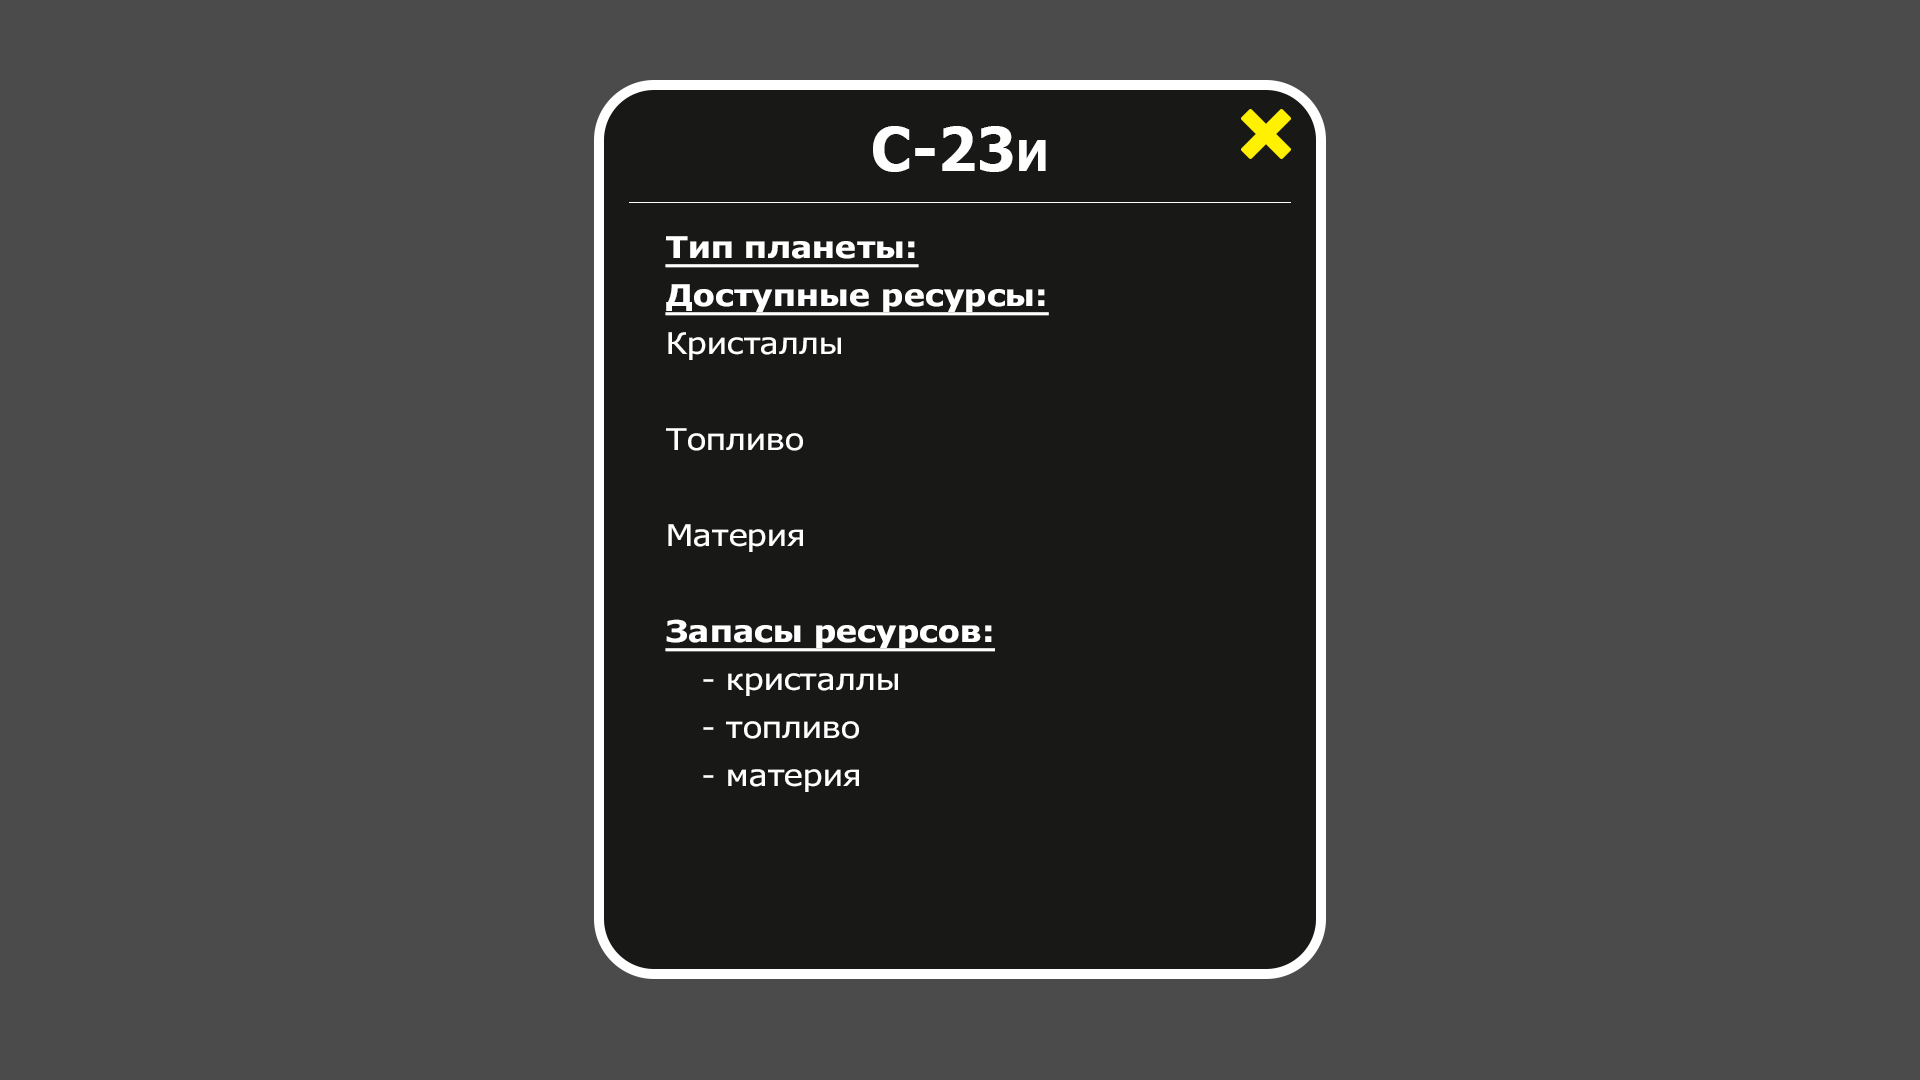 С-23и
Тип планеты:
Доступные ресурсы:
Кристаллы
Топливо
Материя
Запасы ресурсов:
- кристаллы
- топливо
- материя